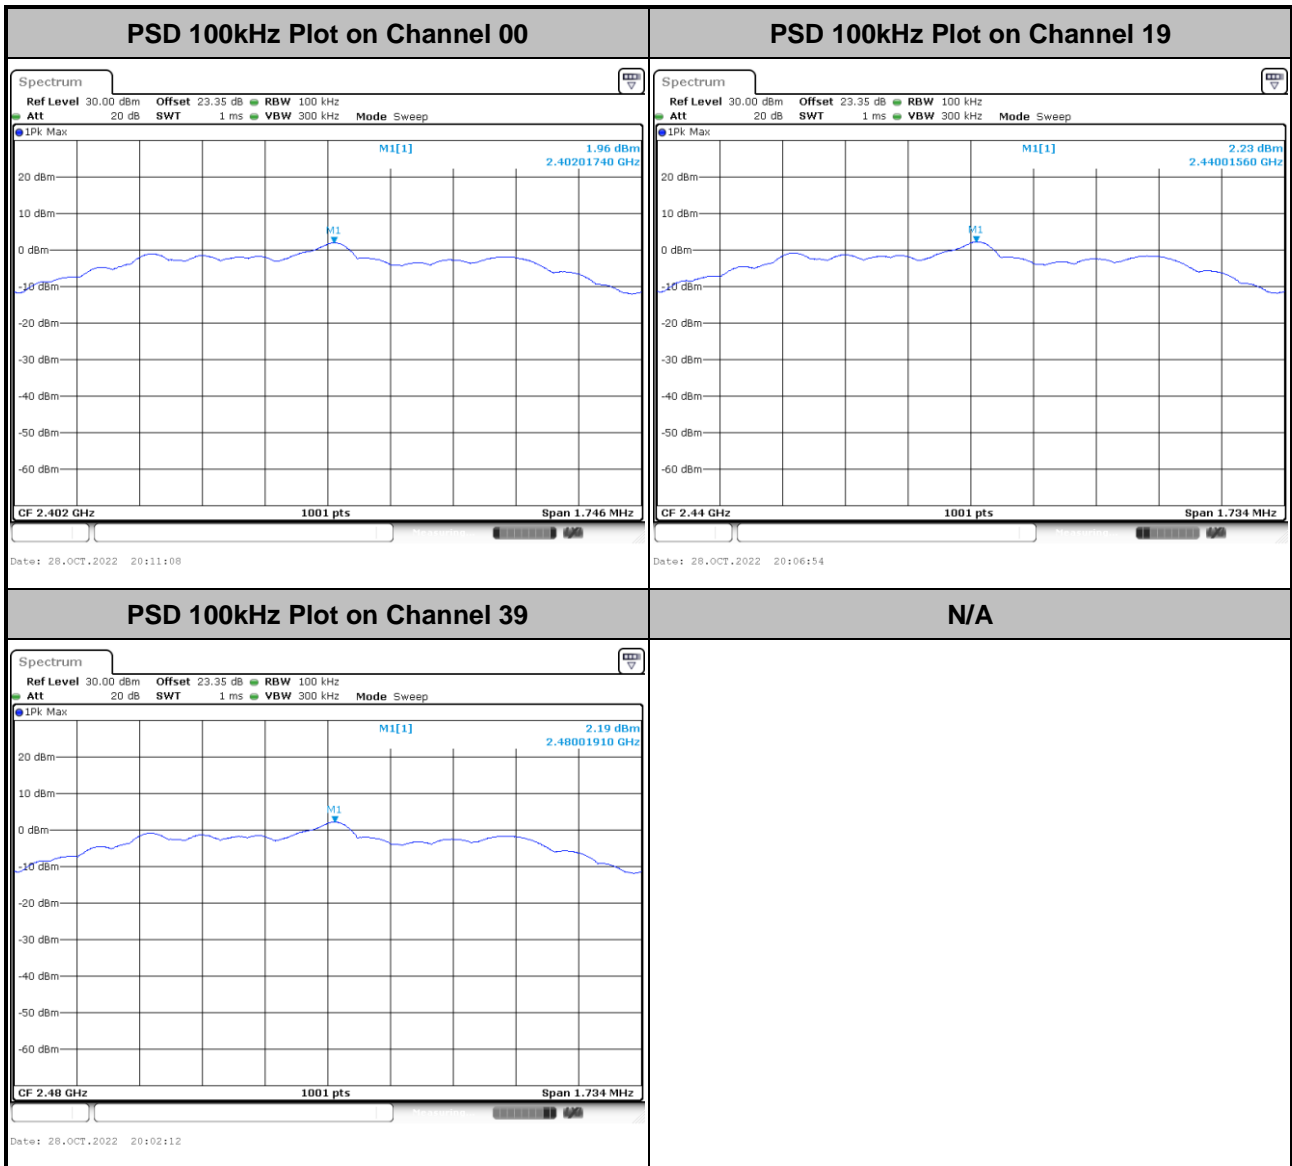 PSD 100kHz Plot on Channel 00
Spectrum
Ref Level 30.00 dBm Offset 23.35 dB RBW 100 kHz
Att 20 dB SWT 1 ms VBW 300 kHz Mode Sweep
1Pk Max
M1[1] 1.96 dBm
2.40201740 GHz
M1
20 dBm
10 dBm
0 dBm
-10 dBm
-20 dBm
-30 dBm
-40 dBm
-50 dBm
-60 dBm
CF 2.402 GHz 1001 pts Span 1.746 MHz
Measuring
Date: 28.OCT.2022 20:11:08
PSD 100kHz Plot on Channel 19
Spectrum
Ref Level 30.00 dBm Offset 23.35 dB RBW 100 kHz
Att 20 dB SWT 1 ms VBW 300 kHz Mode Sweep
1Pk Max
M1[1] 2.23 dBm
2.44001560 GHz
M1
20 dBm
10 dBm
0 dBm
-10 dBm
-20 dBm
-30 dBm
-40 dBm
-50 dBm
-60 dBm
CF 2.44 GHz 1001 pts Span 1.734 MHz
Measuring
Date: 28.OCT.2022 20:06:54
PSD 100kHz Plot on Channel 39
Spectrum
Ref Level 30.00 dBm Offset 23.35 dB RBW 100 kHz
Att 20 dB SWT 1 ms VBW 300 kHz Mode Sweep
1Pk Max
M1[1] 2.19 dBm
2.48001910 GHz
M1
20 dBm
10 dBm
0 dBm
-10 dBm
-20 dBm
-30 dBm
-40 dBm
-50 dBm
-60 dBm
CF 2.48 GHz 1001 pts Span 1.734 MHz
Measuring
Date: 28.OCT.2022 20:02:12
N/A